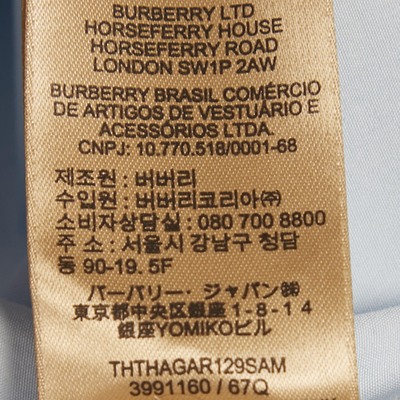 BURBERRY LTD
HORSEFERRY HOUSE
HORSEFERRY ROAD
LONDON SW1P 2AW
BURBERRY BRASIL COMÉRCIO
DE ARTIGOS DE VESTUÁRIO E
ACESSÓRIOS LTDA.
CNPJ: 10.770.518/0001-68
제조원 : 버버리
수입원 : 버버리코리아㈜
소비자상담실 : 080 700 8800
주 소 : 서울시 강남구 청담
동 90-19. 5F
バーバリー・ジャパン㈱
東京都中央区銀座 1-8-14
銀座YOMIKOビル
THTHAGAR129SAM
3991160 / 67Q